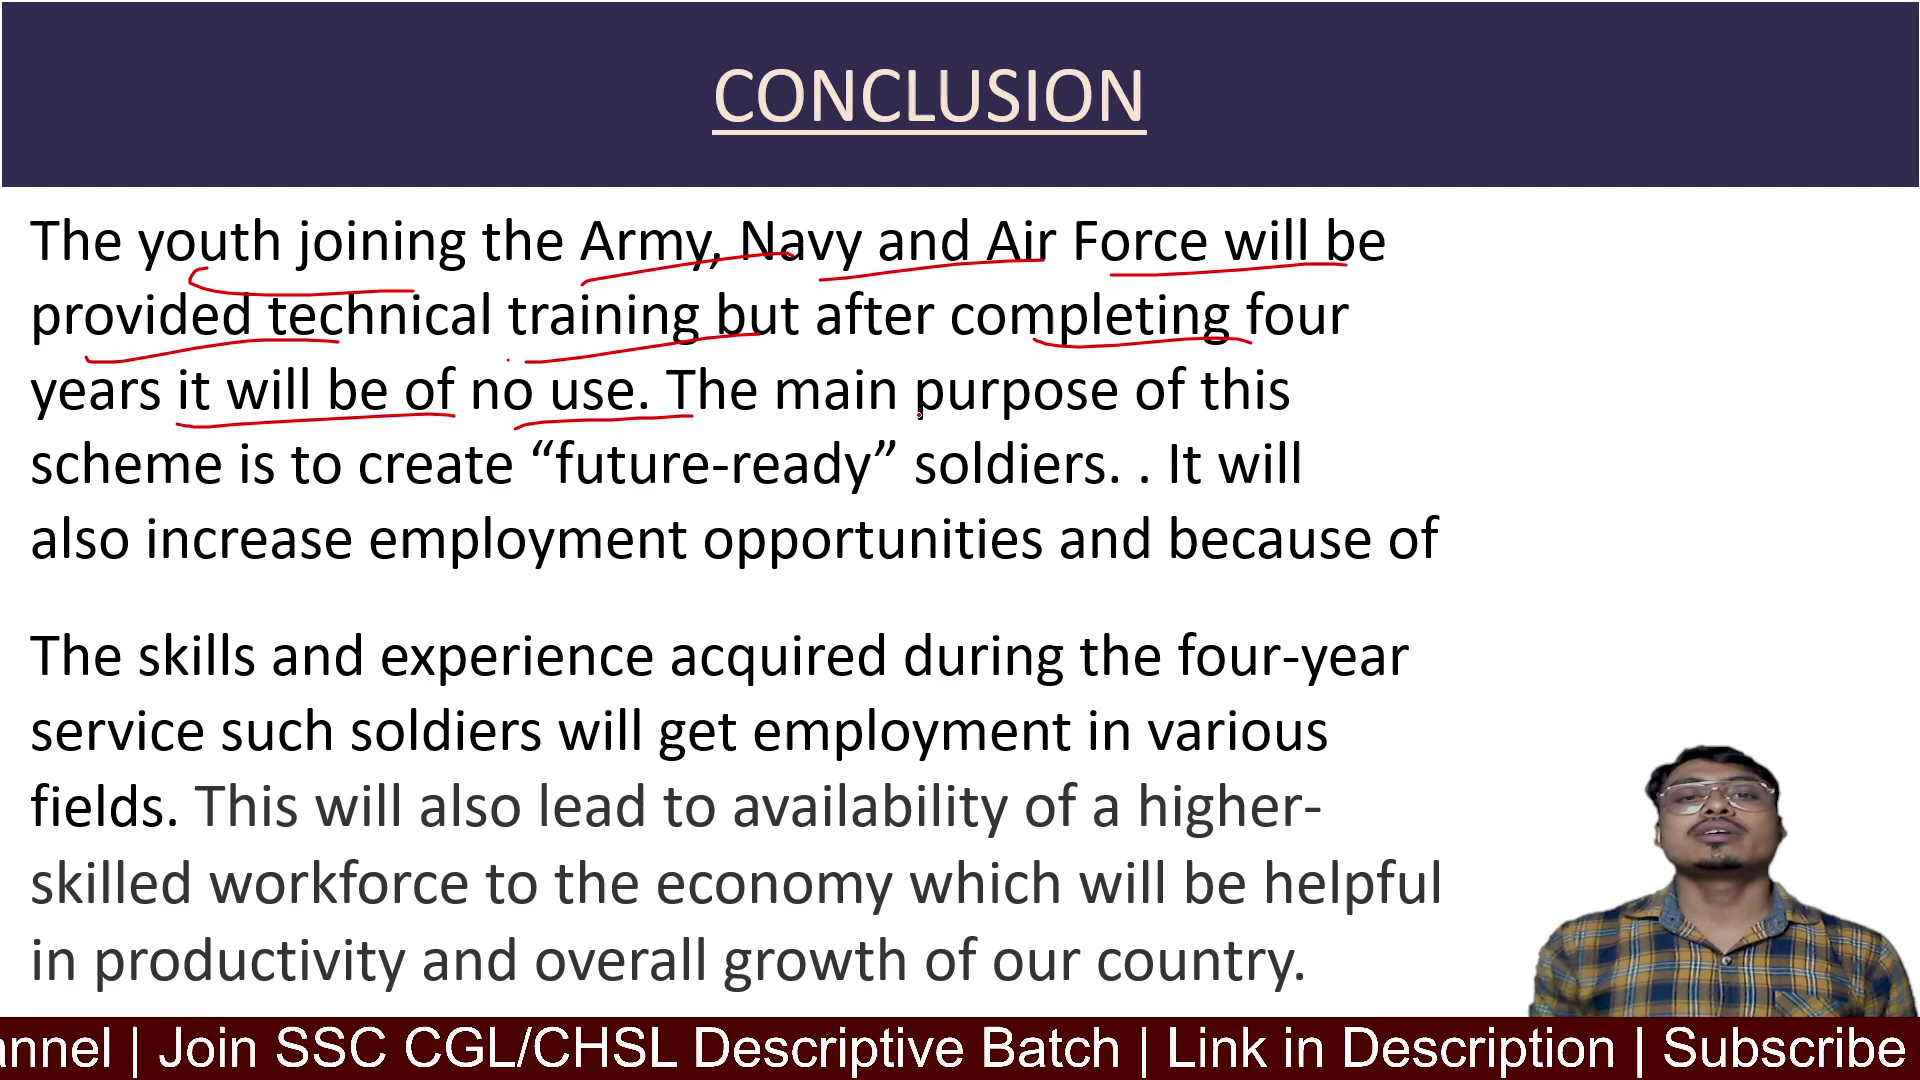 CONCLUSION
The youth joining the Army, Navy and Air Force will be
provided technical training but after completing four
years it will be of no use. The main purpose of this
scheme is to create “future-ready” soldiers. . It will
also increase employment opportunities and because of
The skills and experience acquired during the four-year
service such soldiers will get employment in various
fields. This will also lead to availability of a higher-
skilled workforce to the economy which will be helpful
in productivity and overall growth of our country.
annel | Join SSC CGL/CHSL Descriptive Batch | Link in Description | Subscribe